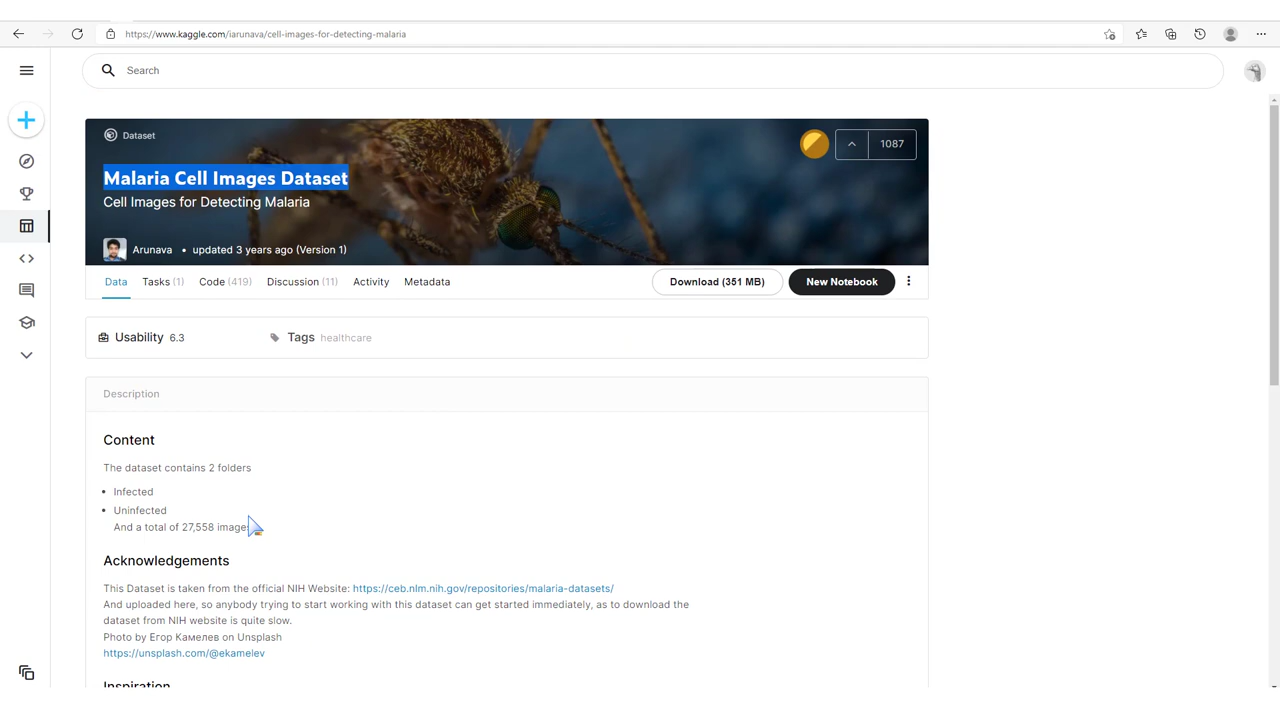 https://www.kaggle.com/iarunava/cell-images-for-detecting-malaria
Search
Dataset
1087
Malaria Cell Images Dataset
Cell Images for Detecting Malaria
Arunava • updated 3 years ago (Version 1)
Data Tasks (1) Code (419) Discussion (11) Activity Metadata Download (351 MB) New Notebook
Usability 6.3 Tags healthcare
Description
Content
The dataset contains 2 folders
• Infected
• Uninfected
And a total of 27,558 images
Acknowledgements
This Dataset is taken from the official NIH Website: https://ceb.nlm.nih.gov/repositories/malaria-datasets/
And uploaded here, so anybody trying to start working with this dataset can get started immediately, as to download the
dataset from NIH website is quite slow.
Photo by Егор Камелев on Unsplash
https://unsplash.com/@ekamelev
Inspiration